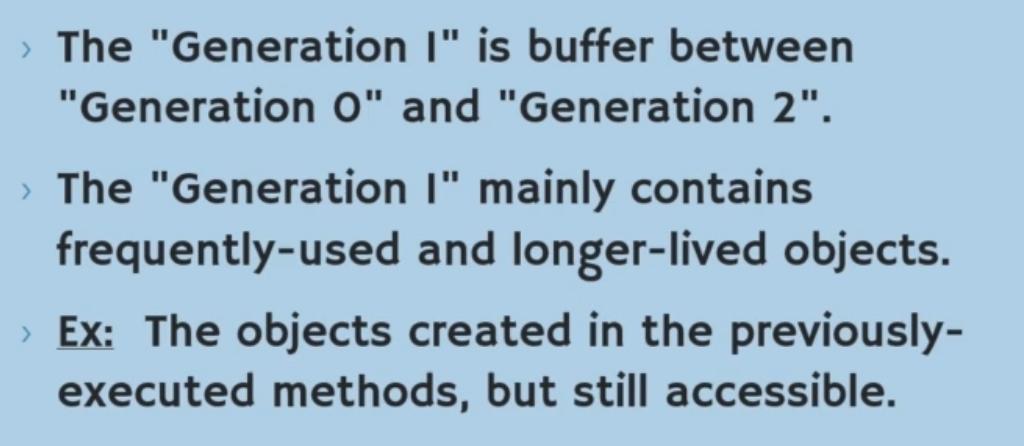 › The "Generation 1" is buffer between
"Generation 0" and "Generation 2".
› The "Generation 1" mainly contains
frequently-used and longer-lived objects.
› Ex: The objects created in the previously-
executed methods, but still accessible.